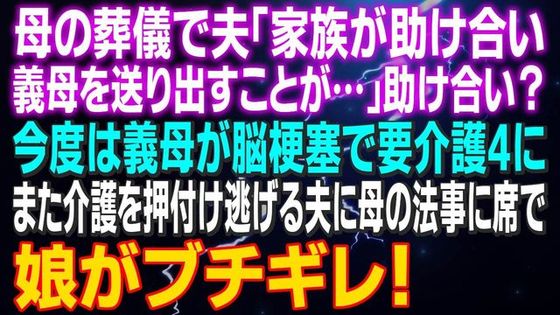 母の葬儀で夫「家族が助け合い
義母を送り出すことが…」助け合い？
今度は義母が脳梗塞で要介護4に
また介護を押付け逃げる夫に母の法事に席で
娘がブチギレ!